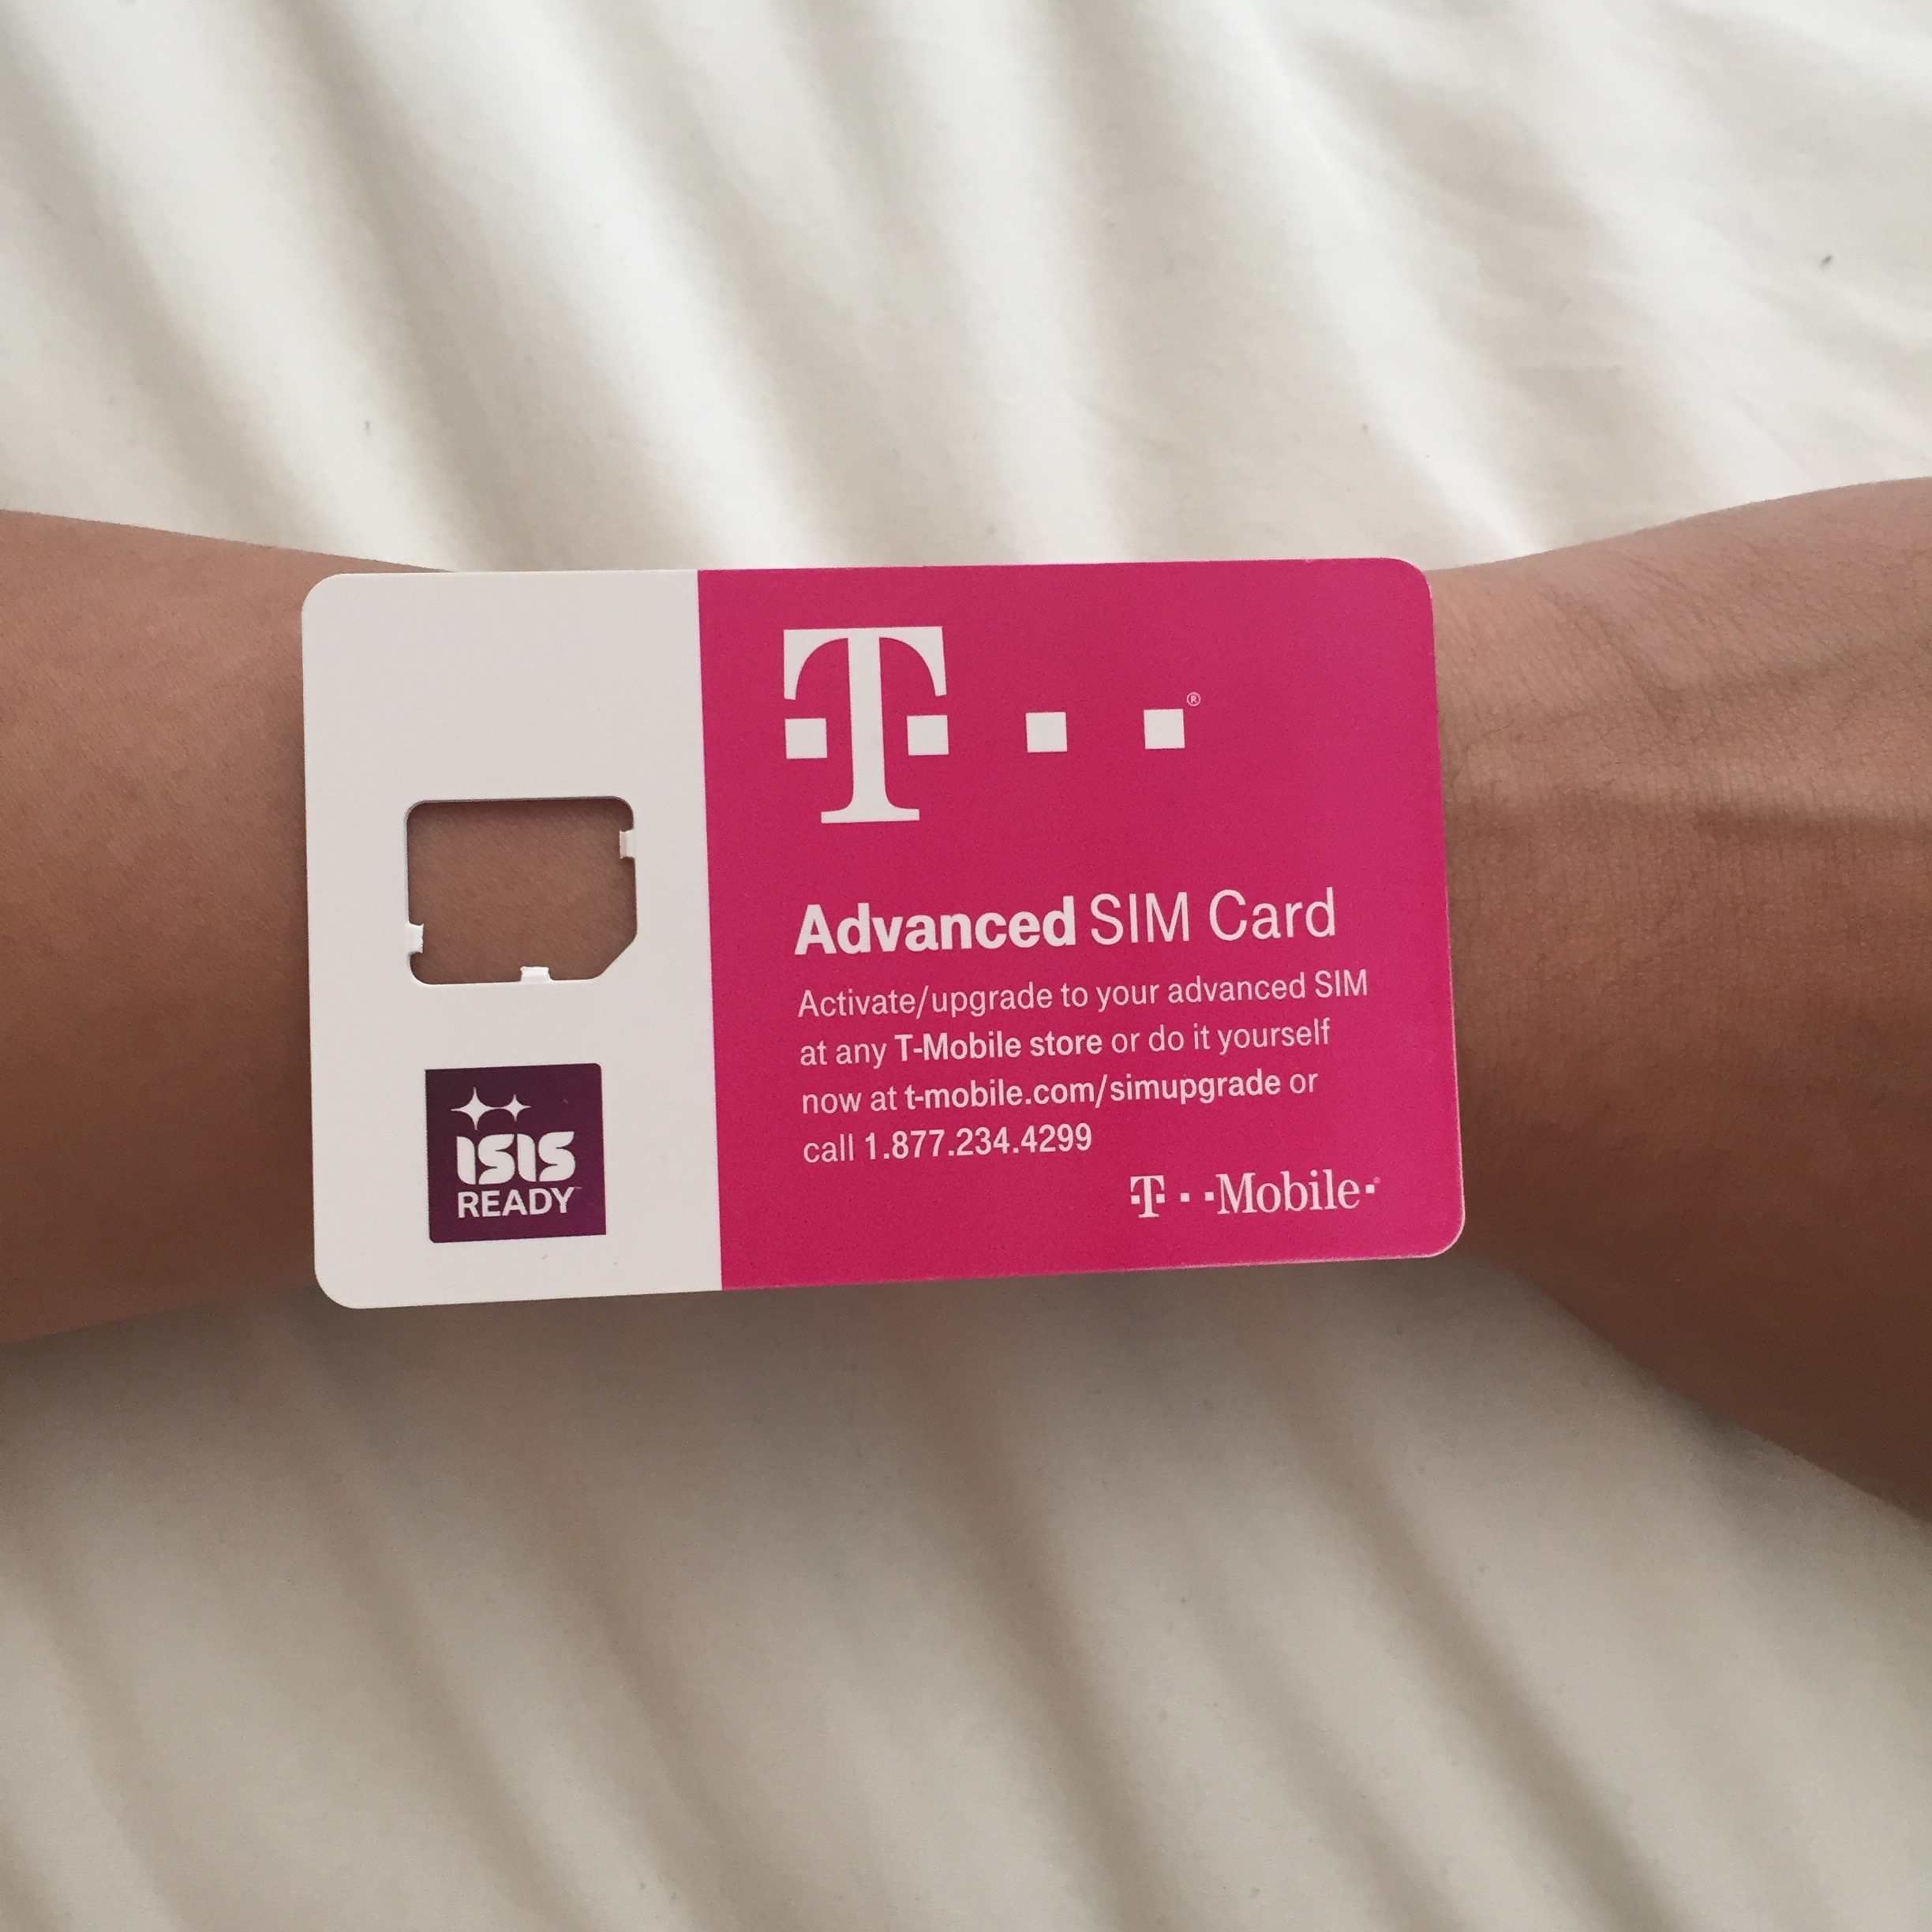 T
Advanced SIM Card
Activate/upgrade to your advanced SIM
at any T-Mobile store or do it yourself
now at t-mobile.com/simupgrade or
call 1.877.234.4299
T··Mobile·
ISIS
READY